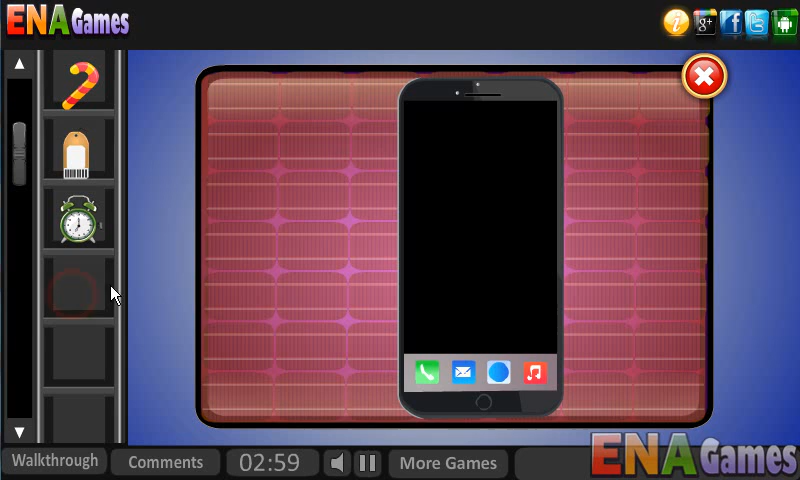 ENA Games
i
g+
f
t
Walkthrough
Comments
02:59
More Games
ENA Games